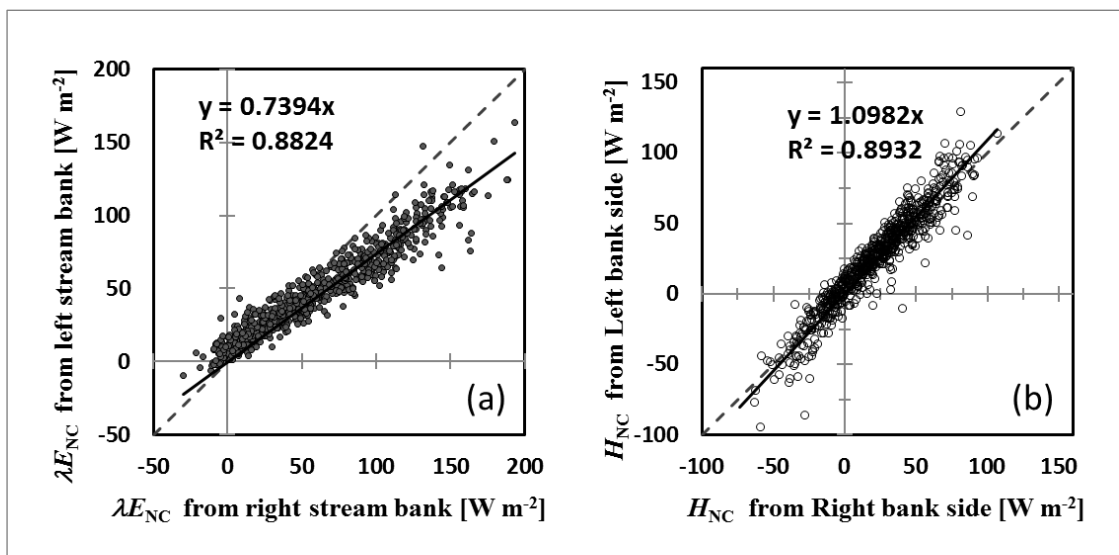 λE_NC from left stream bank [W m⁻²]
200
150
100
50
0
-50
y = 0.7394x
R² = 0.8824
(a)
-50 0 50 100 150 200
λE_NC from right stream bank [W m⁻²]
H_NC from Left bank side [W m⁻²]
150
100
50
0
-50
-100
y = 1.0982x
R² = 0.8932
(b)
-100 -50 0 50 100 150
H_NC from Right bank side [W m⁻²]